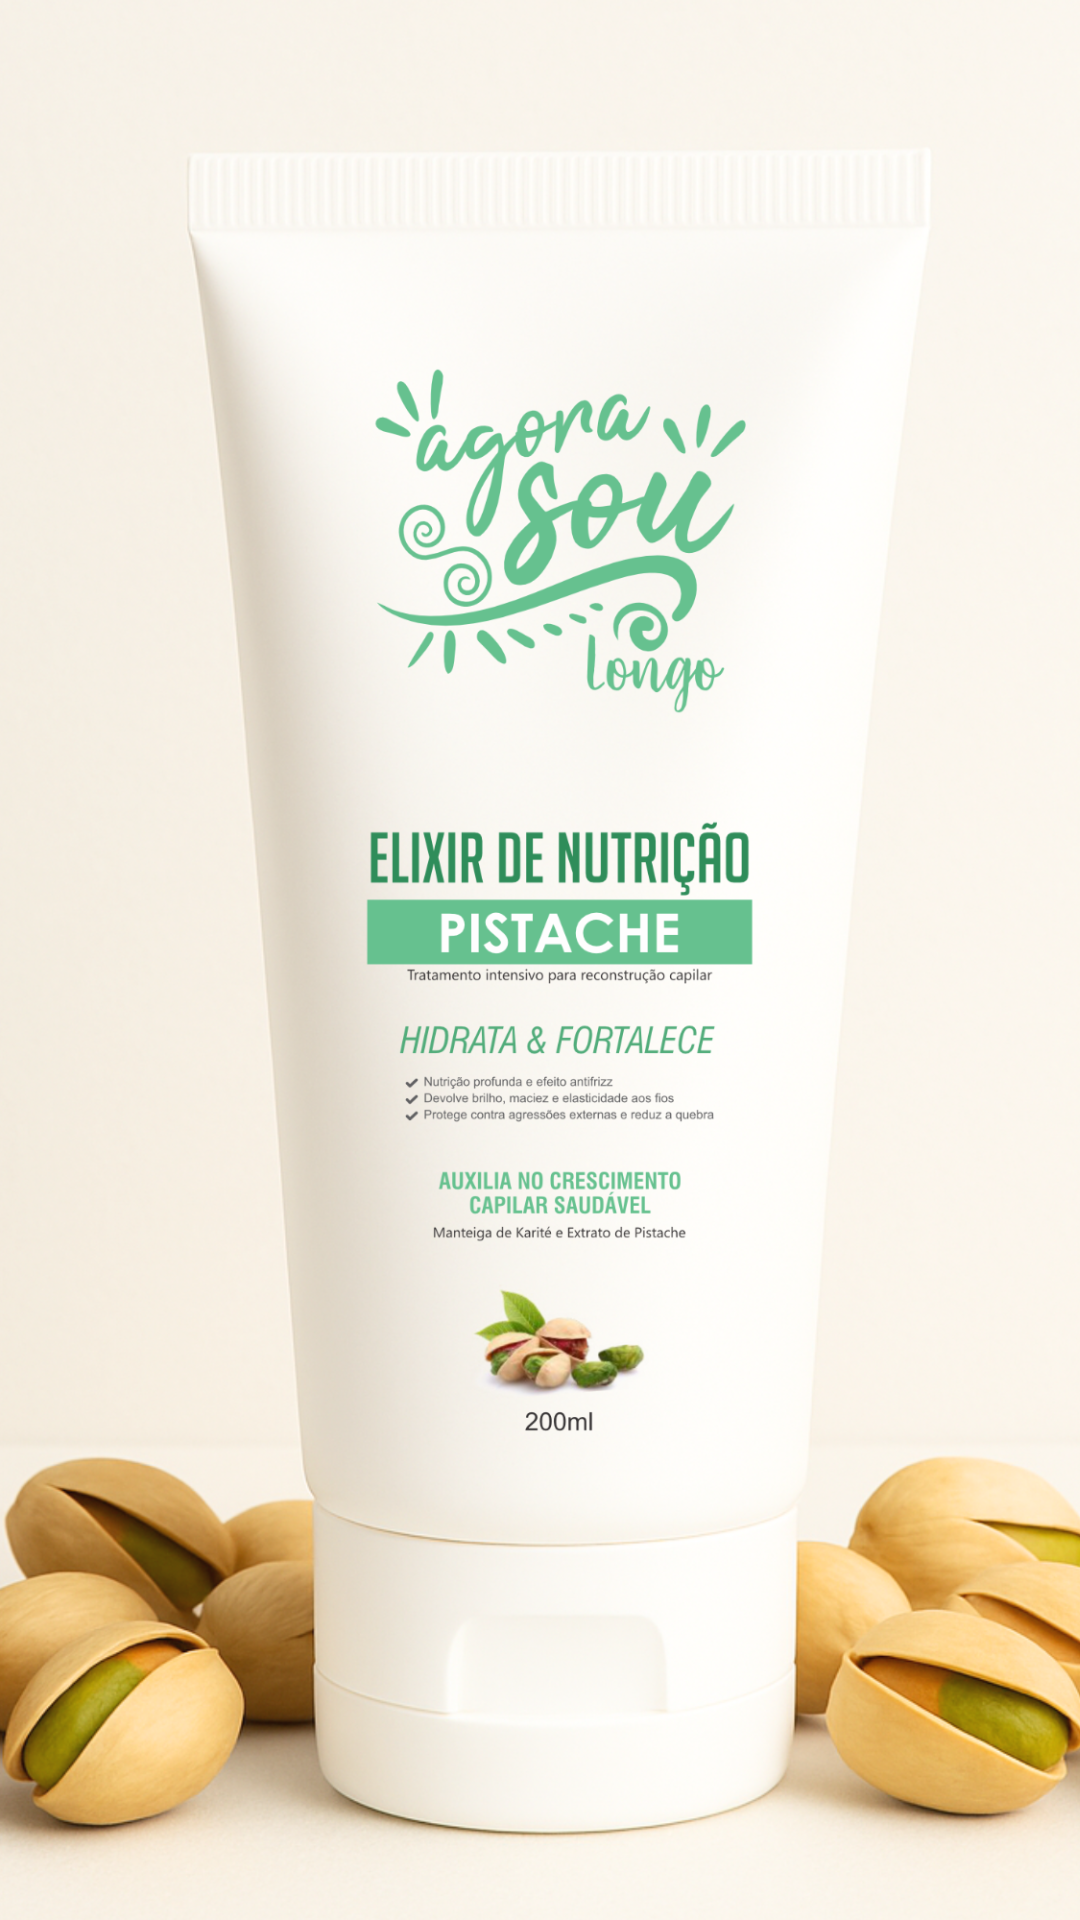 agora
sou
longo
ELIXIR DE NUTRIÇÃO
PISTACHE
Tratamento intensivo para reconstrução capilar
HIDRATA & FORTALECE
Nutrição profunda e efeito antifrizz
Devolve brilho, maciez e elasticidade aos fios
Protege contra agressões externas e reduz a quebra
AUXILIA NO CRESCIMENTO
CAPILAR SAUDÁVEL
Manteiga de Karité e Extrato de Pistache
200ml